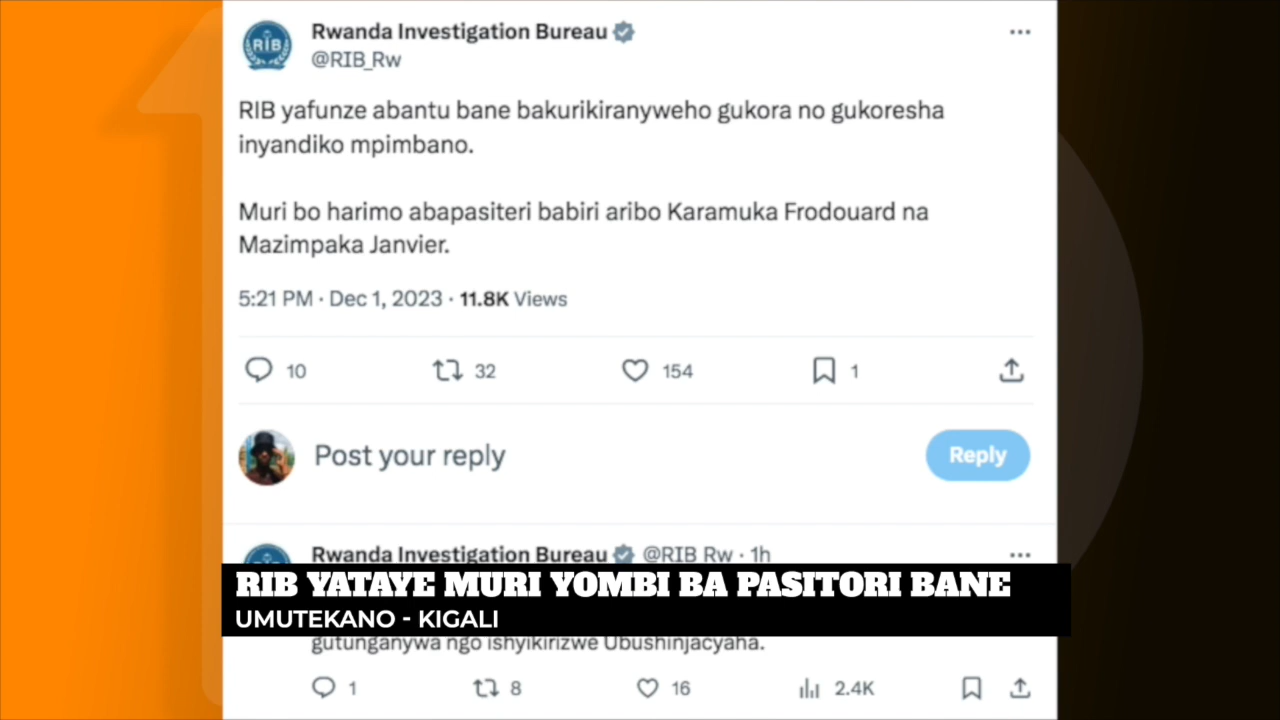 RIB
Rwanda Investigation Bureau
@RIB_Rw
RIB yafunze abantu bane bakurikiranyweho gukora no gukoresha
inyandiko mpimbano.
Muri bo harimo abapasiteri babiri aribo Karamuka Frodouard na
Mazimpaka Janvier.
5:21 PM · Dec 1, 2023 · 11.8K Views
10 32 154 1
Post your reply
Reply
Rwanda Investigation Bureau @RIB_Rw · 1h
RIB YATAYE MURI YOMBI BA PASITORI BANE
UMUTEKANO - KIGALI
gutunganywa ngo ishyikirizwe Ubushinjacyaha.
1 8 16 2.4K